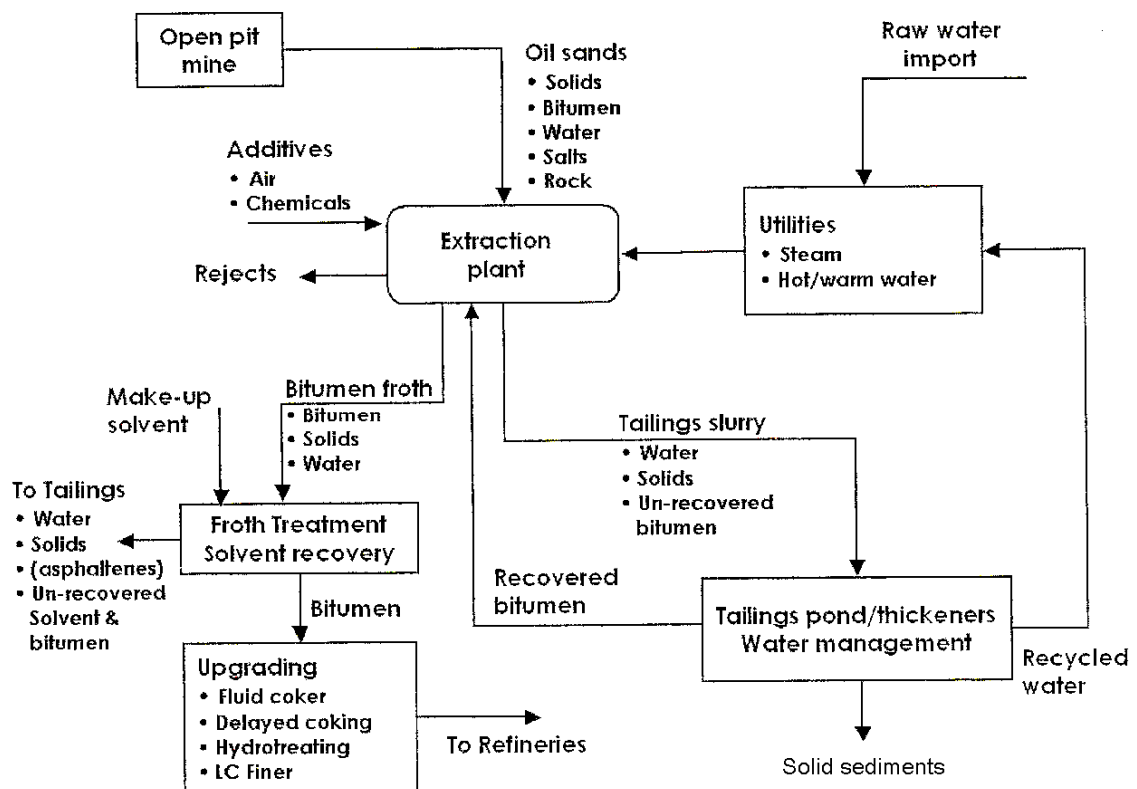 Open pit
mine
Oil sands
• Solids
• Bitumen
• Water
• Salts
• Rock
Raw water
import
Additives
• Air
• Chemicals
Extraction
plant
Utilities
• Steam
• Hot/warm water
Rejects
Make-up
solvent
Bitumen froth
• Bitumen
• Solids
• Water
Tailings slurry
• Water
• Solids
• Un-recovered
bitumen
To Tailings
• Water
• Solids
• (asphaltenes)
• Un-recovered
Solvent &
bitumen
Froth Treatment
Solvent recovery
Recovered
bitumen
Tailings pond/thickeners
Water management
Recycled
water
Bitumen
Upgrading
• Fluid coker
• Delayed coking
• Hydrotreating
• LC Finer
To Refineries
Solid sediments